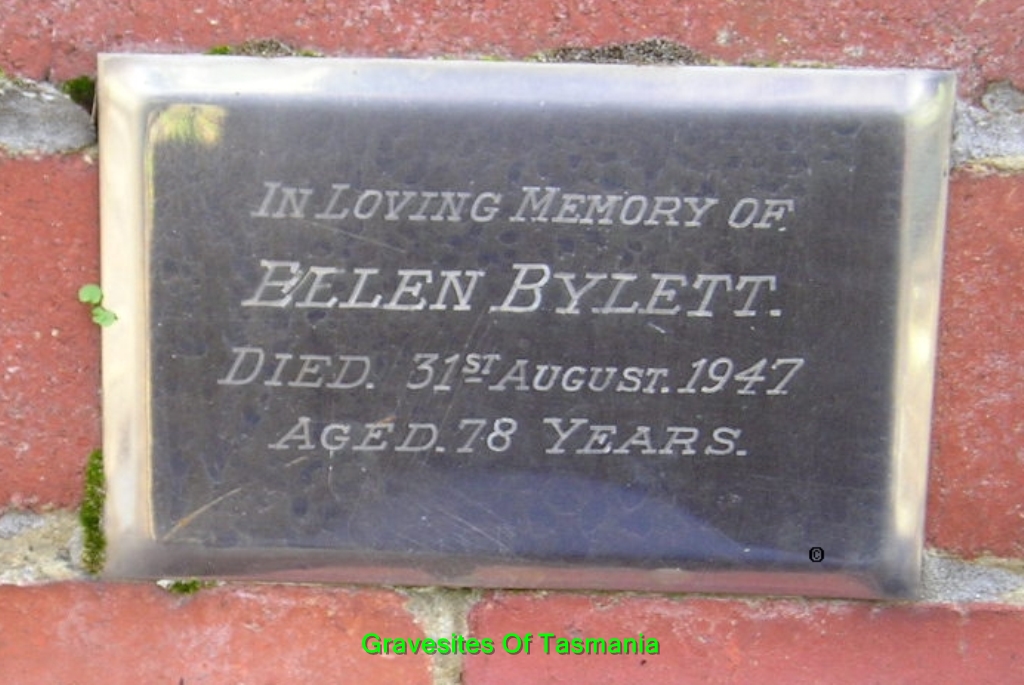 IN LOVING MEMORY OF.
ELLEN BYLETT.
DIED. 31ST AUGUST. 1947
AGED. 78 YEARS.
©
Gravesites Of Tasmania